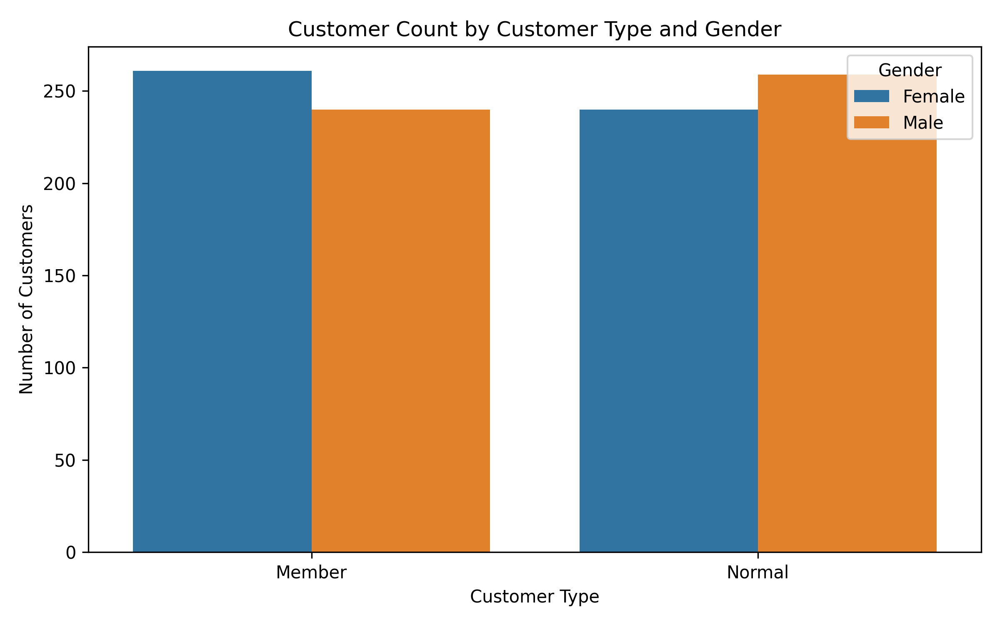 Customer Count by Customer Type and Gender
Gender
Female
Male
Number of Customers
250
200
150
100
50
0
Member
Normal
Customer Type